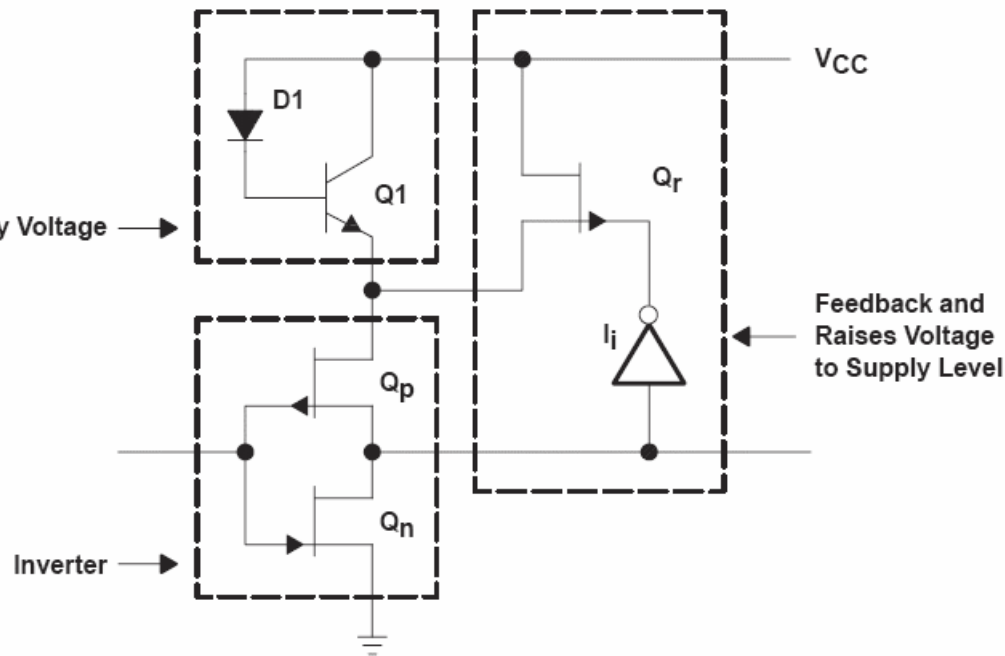 D1
VCC
Q1
Qr
y Voltage
Feedback and
Raises Voltage
to Supply Level
Ii
Qp
Qn
Inverter